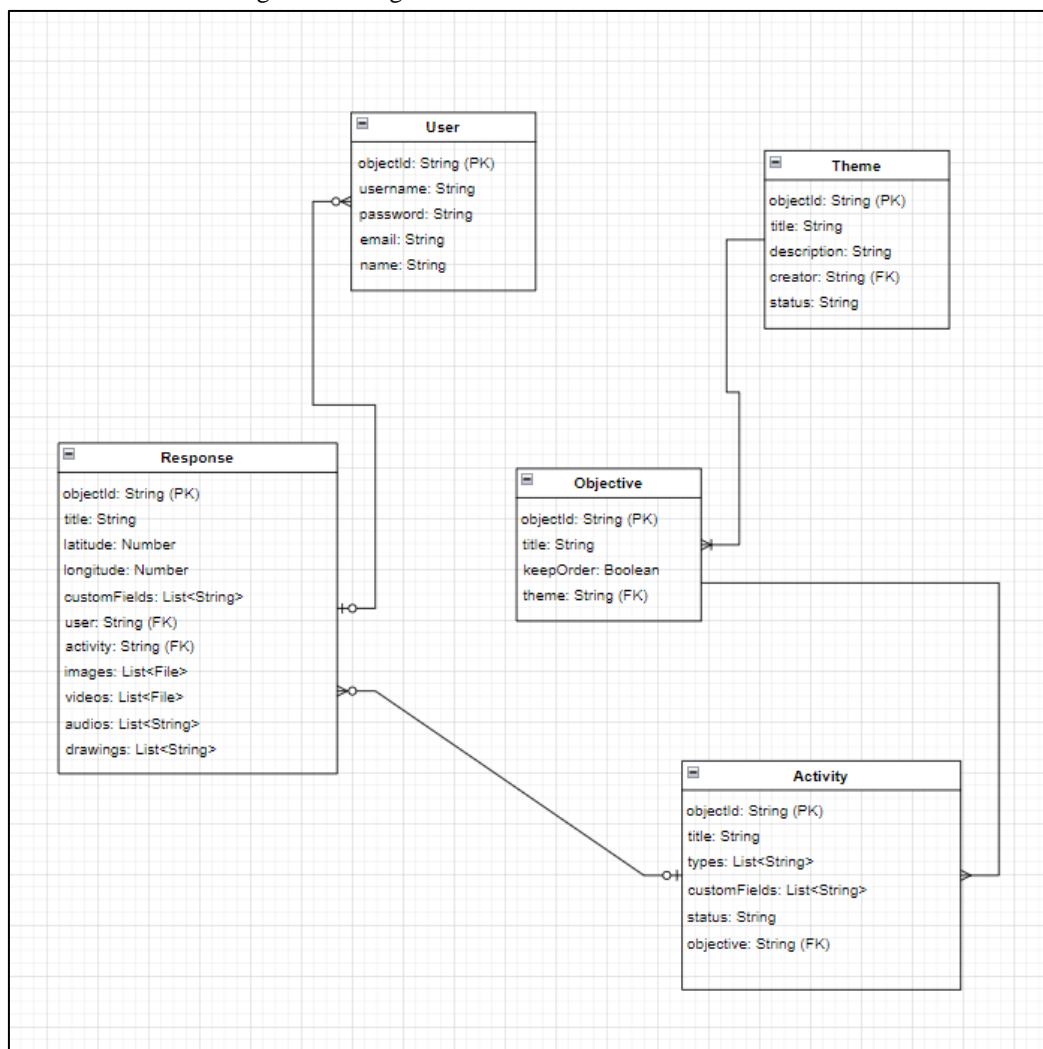 User
objectId: String (PK)
username: String
password: String
email: String
name: String
Theme
objectId: String (PK)
title: String
description: String
creator: String (FK)
status: String
Response
objectId: String (PK)
title: String
latitude: Number
longitude: Number
customFields: List<String>
user: String (FK)
activity: String (FK)
images: List<File>
videos: List<File>
audios: List<String>
drawings: List<String>
Objective
objectId: String (PK)
title: String
keepOrder: Boolean
theme: String (FK)
Activity
objectId: String (PK)
title: String
types: List<String>
customFields: List<String>
status: String
objective: String (FK)